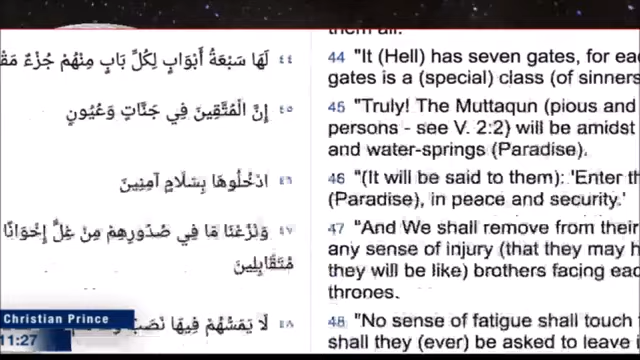 them all.
لَهَا سَبْعَةُ أَبْوَابٍ لِكُلِّ بَابٍ مِنْهُمْ جُزْءٌ ٤٤
44 "It (Hell) has seven gates, for
gates is a (special) class (of sinners
إِنَّ الْمُتَّقِينَ فِي جَنَّاتٍ وَعُيُونٍ ٤٥
45 "Truly! The Muttaqun (pious and
persons - see V. 2:2) will be amidst
and water-springs (Paradise).
ادْخُلُوهَا بِسَلَامٍ آمِنِينَ ٤٦
46 "(It will be said to them): 'Enter
(Paradise), in peace and security.'
وَنَزَعْنَا مَا فِي صُدُورِهِمْ مِنْ غِلٍّ إِخْوَانًا ٤٧
مُتَقَابِلِينَ
47 "And We shall remove from their
any sense of injury (that they may
they will be like) brothers facing
thrones.
لَا يَمَسُّهُمْ فِيهَا ٤٨
48 "No sense of fatigue shall touch
shall they (ever) be asked to leave
Christian Prince
11:27